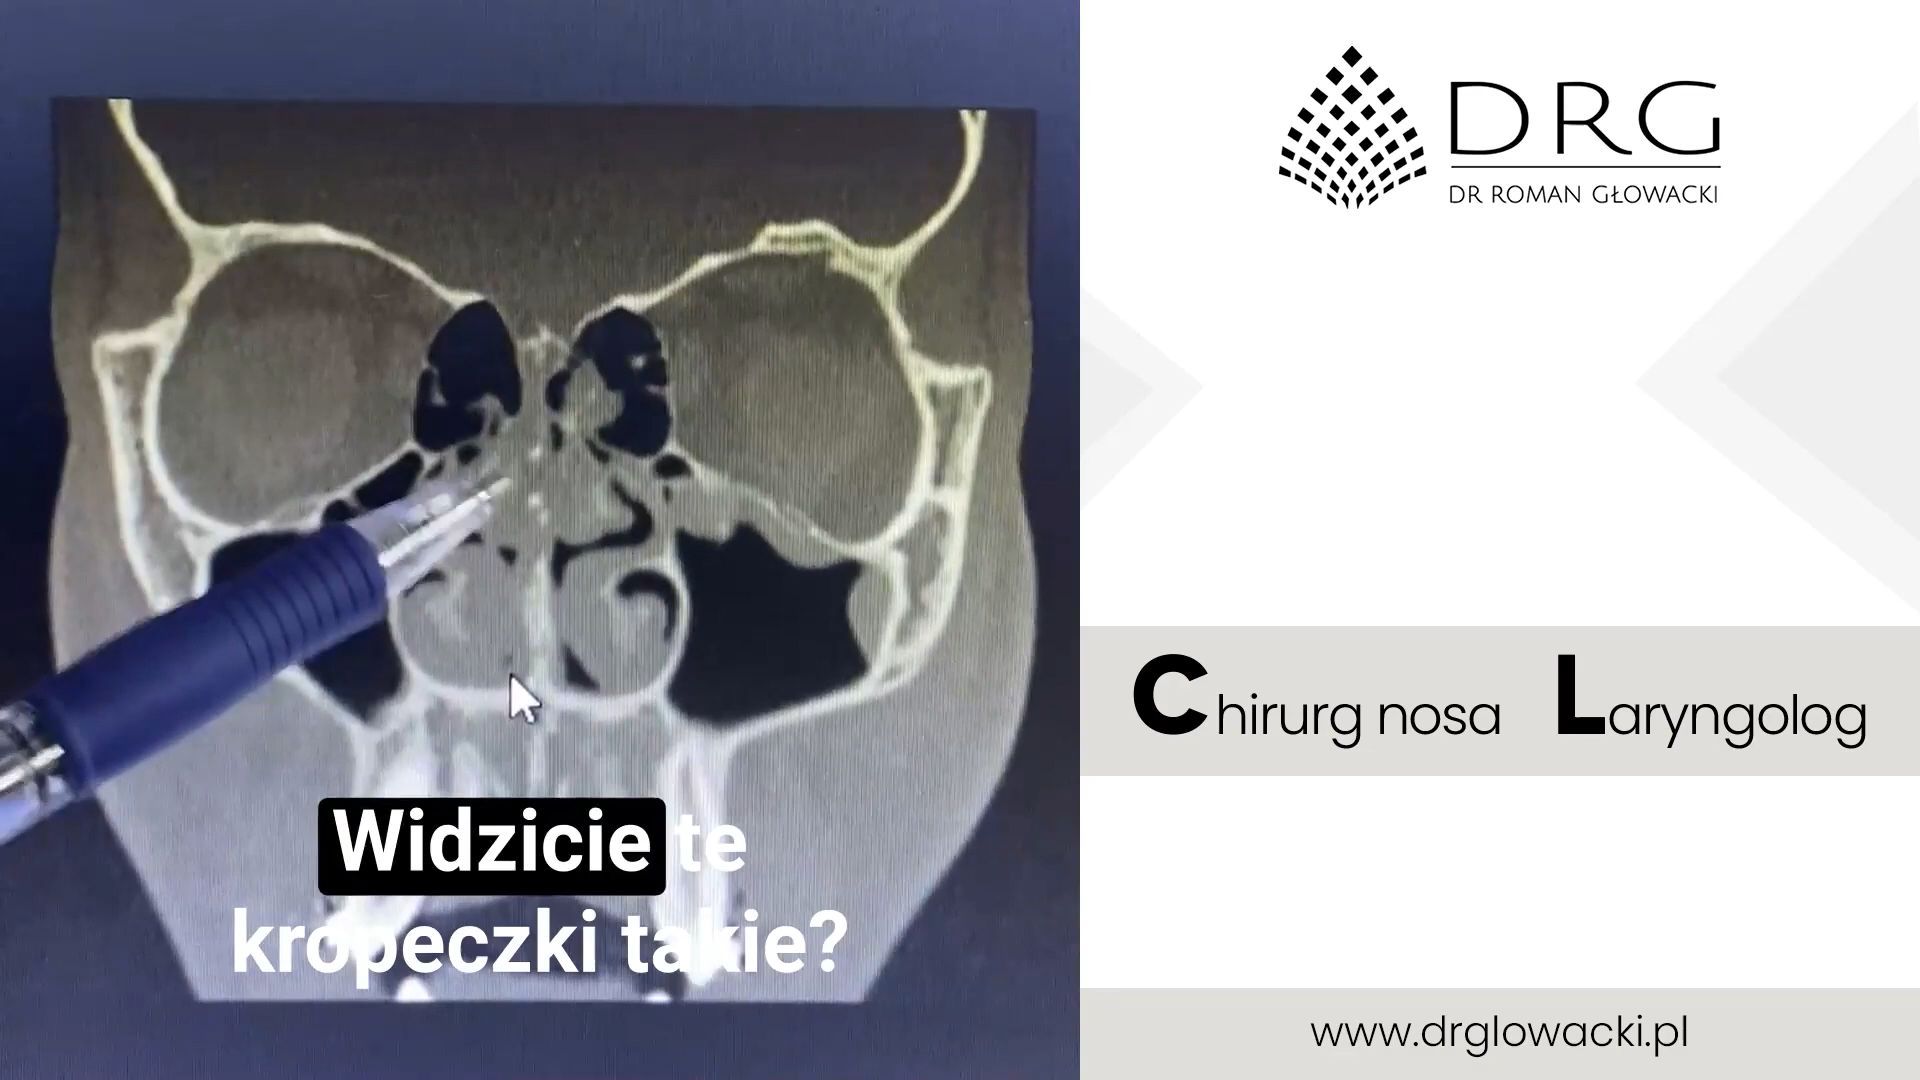 Widzicie te
kropeczki takie?
DRG
DR ROMAN GŁOWACKI
Chirurg nosa Laryngolog
www.drglowacki.pl